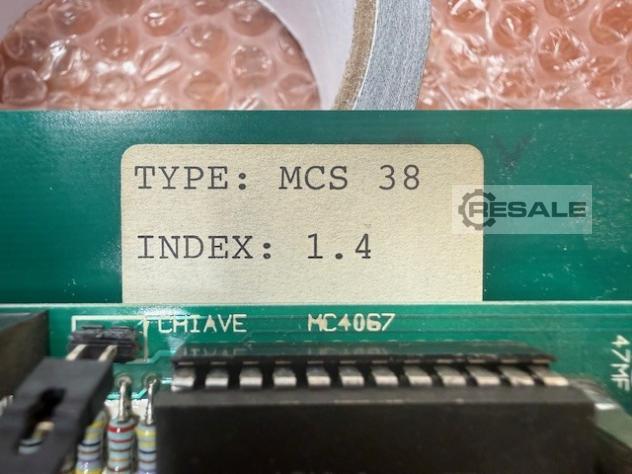 TYPE: MCS 38
RESALE
INDEX: 1.4
CHIAVE MC4067
47MF